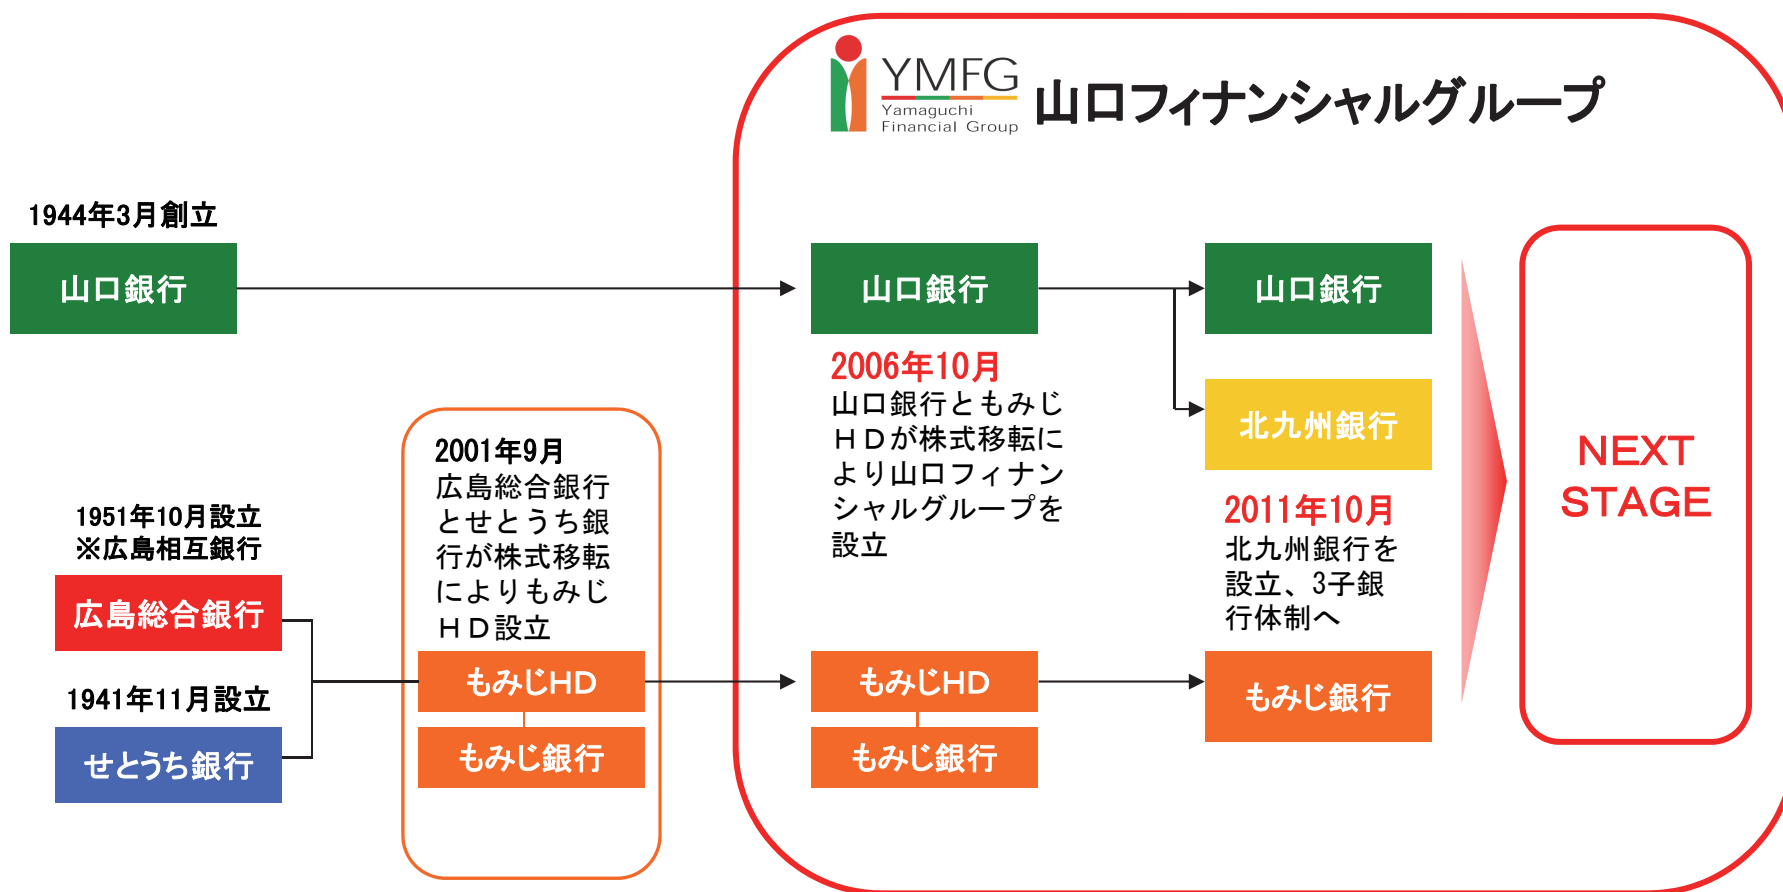 YMFG
Yamaguchi
Financial Group
山口フィナンシャルグループ
1944年3月創立
山口銀行
山口銀行
2006年10月
山口銀行ともみじ
ＨＤが株式移転に
より山口フィナン
シャルグループを
設立
山口銀行
北九州銀行
2011年10月
北九州銀行を
設立、3子銀
行体制へ
NEXT
STAGE
2001年9月
広島総合銀行
とせとうち銀
行が株式移転
によりもみじ
ＨＤ設立
1951年10月設立
※広島相互銀行
広島総合銀行
1941年11月設立
せとうち銀行
もみじHD
もみじ銀行
もみじHD
もみじ銀行
もみじ銀行